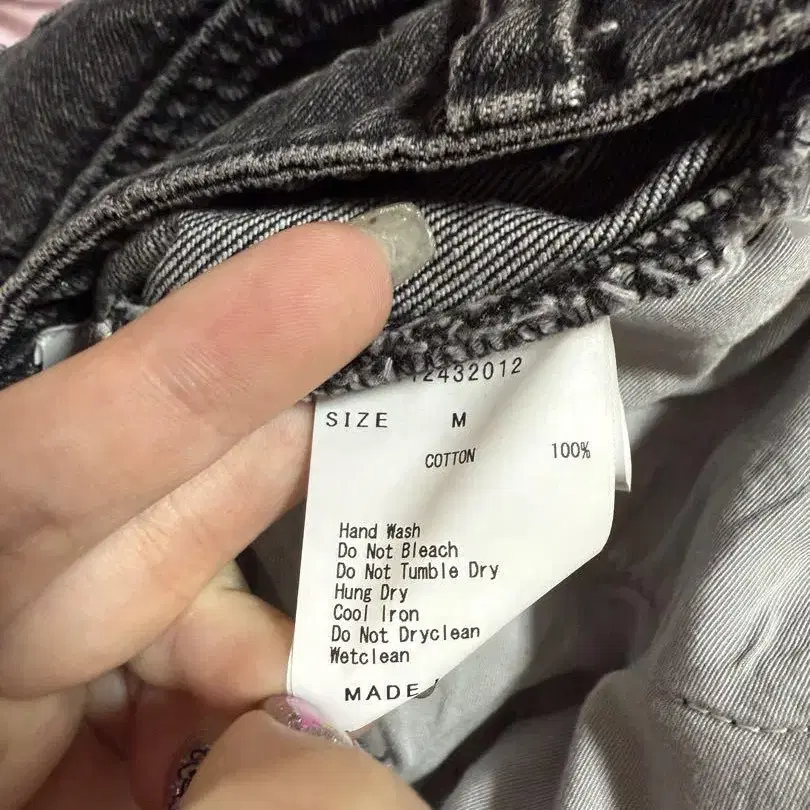 12432012
SIZE M
COTTON 100%
Hand Wash
Do Not Bleach
Do Not Tumble Dry
Hung Dry
Cool Iron
Do Not Dryclean
Wetclean
MADE